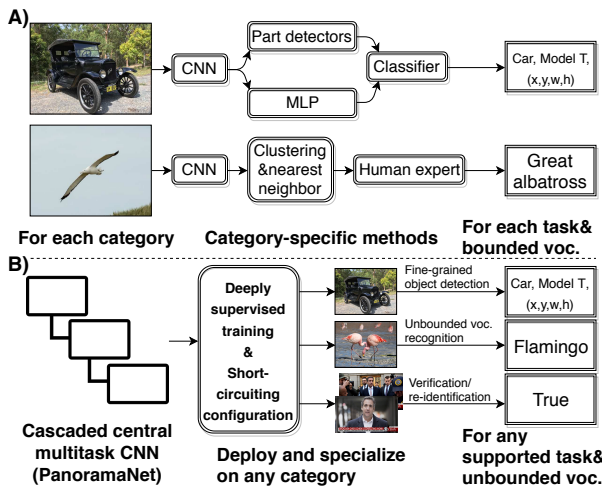 A)
CNN
Part detectors
MLP
Classifier
Car, Model T,
(x,y,w,h)
CNN
Clustering
&nearest
neighbor
Human expert
Great
albatross
For each category
Category-specific methods
For each task&
bounded voc.
B)
Deeply
supervised
training
&
Short-
circuiting
configuration
Fine-grained
object detection
Car, Model T,
(x,y,w,h)
Unbounded voc.
recognition
Flamingo
Verification/
re-identification
True
Cascaded central
multitask CNN
(PanoramaNet)
Deploy and specialize
on any category
For any
supported task&
unbounded voc.